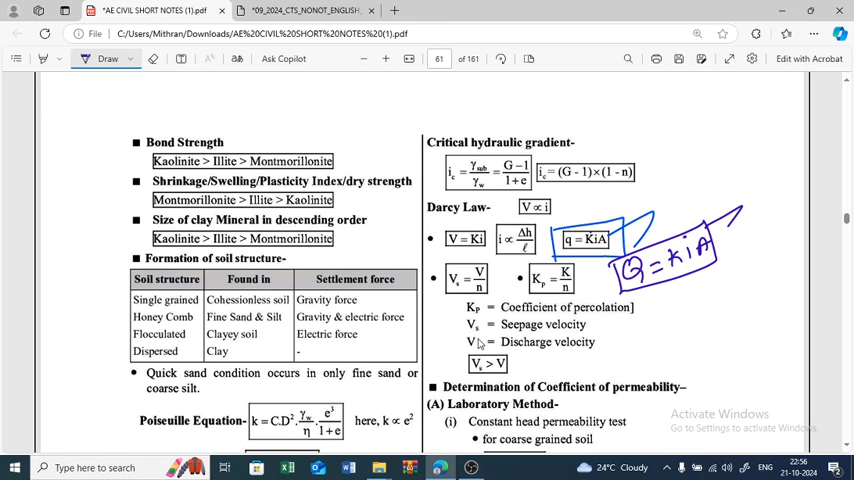 *AE CIVIL SHORT NOTES (1).pdf
*09_2024_CTS_NONOT_ENGLISH_
File C:/Users/Mithran/Downloads/AE%20CIVIL%20SHORT%20NOTES%20(1).pdf
Draw
Ask Copilot
61 of 161
Edit with Acrobat
Bond Strength
Kaolinite > Illite > Montmorillonite
Shrinkage/Swelling/Plasticity Index/dry strength
Montmorillonite > Illite > Kaolinite
Size of clay Mineral in descending order
Kaolinite > Illite > Montmorillonite
Formation of soil structure-
Soil structure Found in Settlement force
Single grained Cohessionless soil Gravity force
Honey Comb Fine Sand & Silt Gravity & electric force
Flocculated Clayey soil Electric force
Dispersed Clay -
• Quick sand condition occurs in only fine sand or
coarse silt.
Poiseuille Equation- k = C.D². γw/η . e³/1+e here, k ∝ e²
Critical hydraulic gradient-
ic = γsub/γw = G−1/1+e ic = (G - 1)×(1 - n)
Darcy Law- V ∝ i
• V = Ki i ∝ Δh/ℓ q = KiA
Q = KiA
• Vs = V/n • Kp = K/n
KP = Coefficient of percolation]
Vs = Seepage velocity
V = Discharge velocity
Vs > V
Determination of Coefficient of permeability–
(A) Laboratory Method-
(i) Constant head permeability test
• for coarse grained soil
Activate Windows
Go to Settings to activate Windows.
Type here to search
24°C Cloudy
ENG
22:56
21-10-2024
2